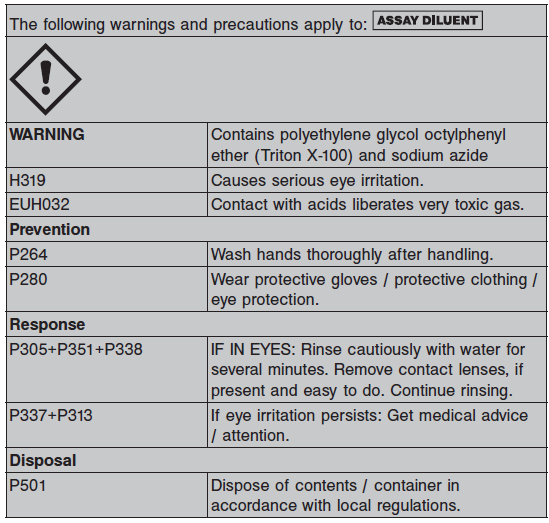 The following warnings and precautions apply to: ASSAY DILUENT
WARNING Contains polyethylene glycol octylphenyl
ether (Triton X-100) and sodium azide
H319 Causes serious eye irritation.
EUH032 Contact with acids liberates very toxic gas.
Prevention
P264 Wash hands thoroughly after handling.
P280 Wear protective gloves / protective clothing /
eye protection.
Response
P305+P351+P338 IF IN EYES: Rinse cautiously with water for
several minutes. Remove contact lenses, if
present and easy to do. Continue rinsing.
P337+P313 If eye irritation persists: Get medical advice
/ attention.
Disposal
P501 Dispose of contents / container in
accordance with local regulations.